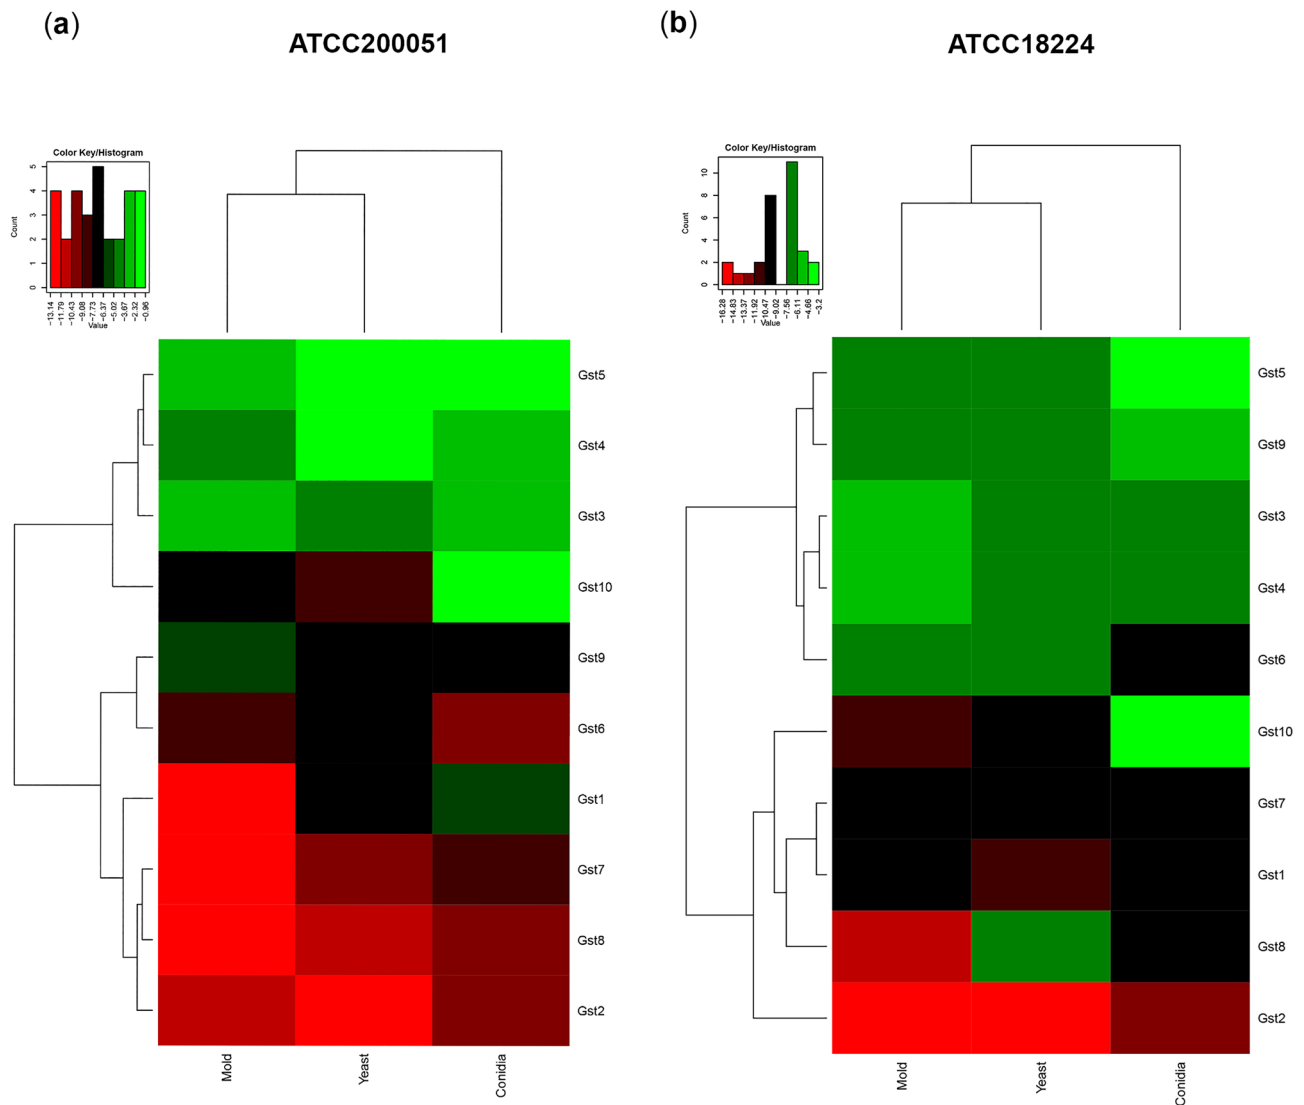 (a)
ATCC200051
Color Key/Histogram
Count
5
4
3
2
1
0
−13.14
−11.79
−10.43
−9.08
−7.73
−6.37
−5.02
−3.67
−2.32
−0.96
Value
Gst5
Gst4
Gst3
Gst10
Gst9
Gst6
Gst1
Gst7
Gst8
Gst2
Mold
Yeast
Conidia
(b)
ATCC18224
Color Key/Histogram
Count
10
8
6
4
2
0
−16.28
−14.83
−13.37
−11.92
−10.47
−9.02
−7.56
−6.11
−4.66
−3.2
Value
Gst5
Gst9
Gst3
Gst4
Gst6
Gst10
Gst7
Gst1
Gst8
Gst2
Mold
Yeast
Conidia